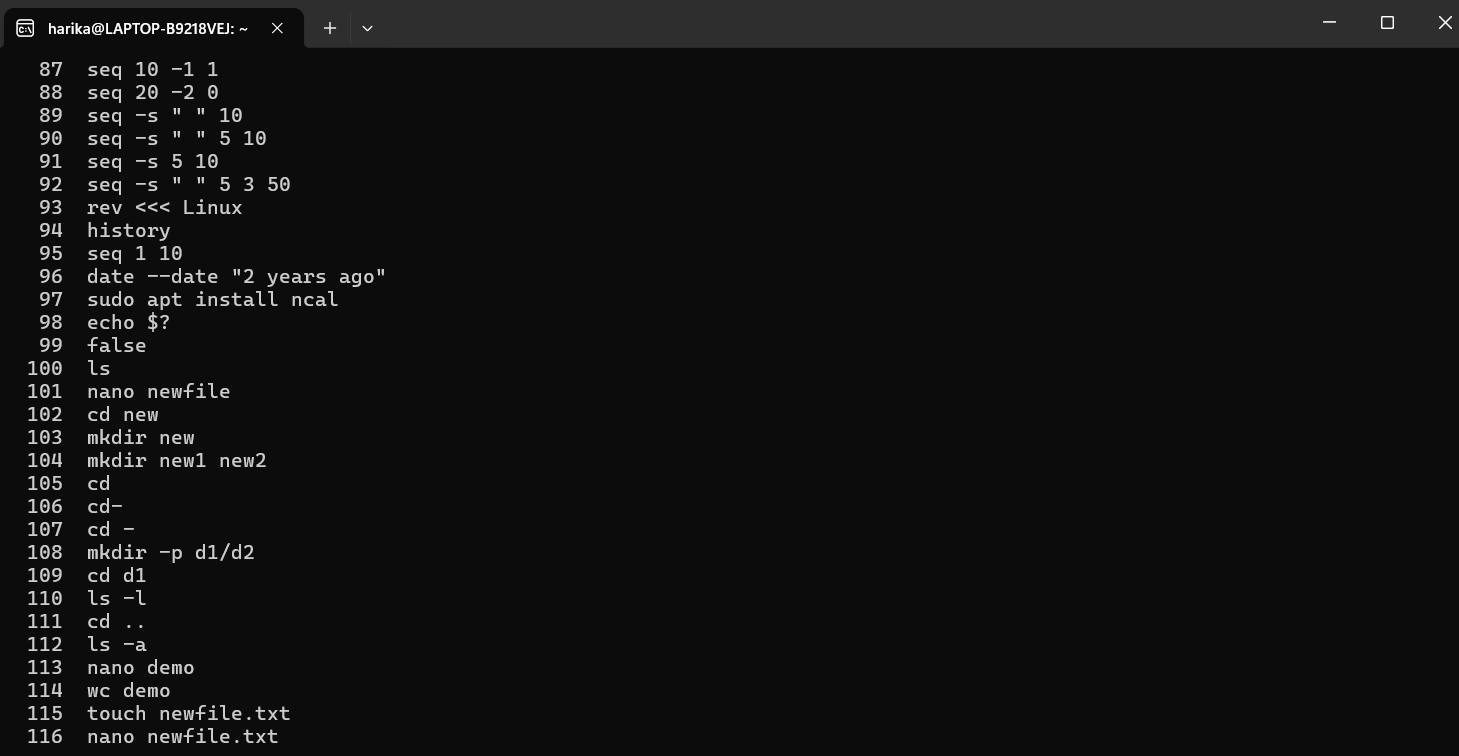 harika@LAPTOP-B9218VEJ: ~
87 seq 10 -1 1
88 seq 20 -2 0
89 seq -s " " 10
90 seq -s " " 5 10
91 seq -s 5 10
92 seq -s " " 5 3 50
93 rev <<< Linux
94 history
95 seq 1 10
96 date --date "2 years ago"
97 sudo apt install ncal
98 echo $?
99 false
100 ls
101 nano newfile
102 cd new
103 mkdir new
104 mkdir new1 new2
105 cd
106 cd-
107 cd -
108 mkdir -p d1/d2
109 cd d1
110 ls -l
111 cd ..
112 ls -a
113 nano demo
114 wc demo
115 touch newfile.txt
116 nano newfile.txt